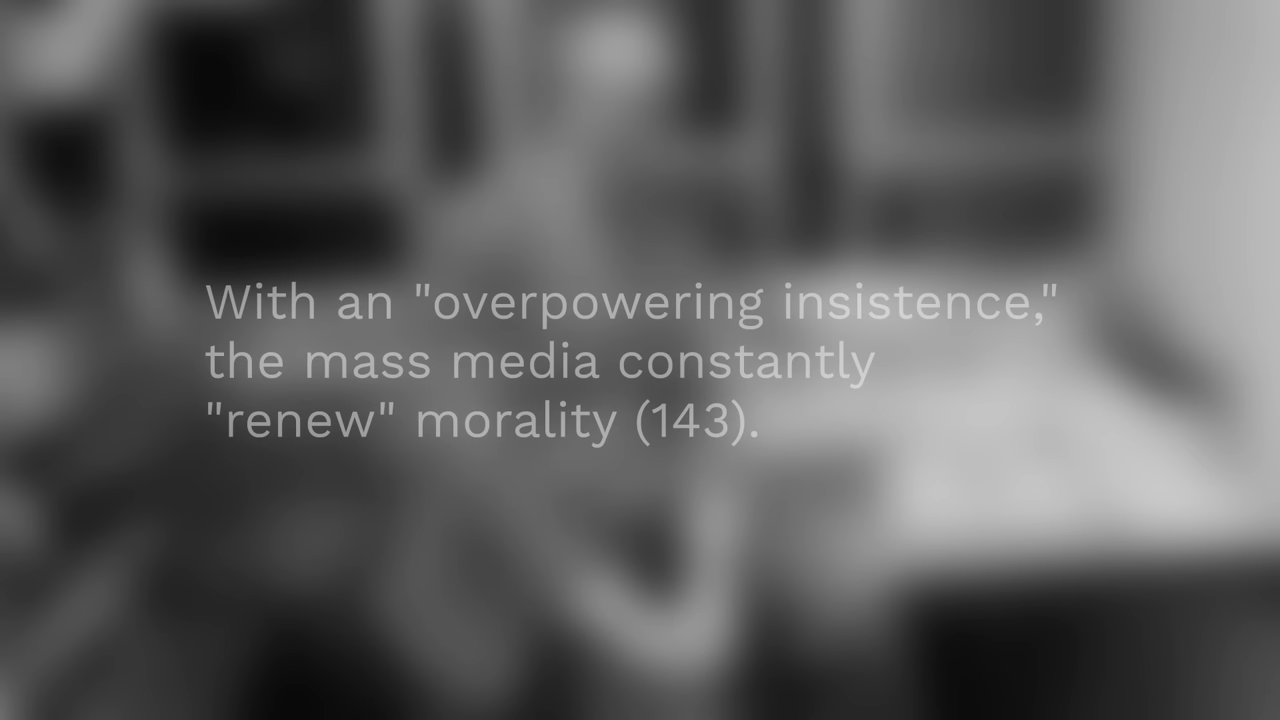 With an "overpowering insistence,"
the mass media constantly
"renew" morality (143).